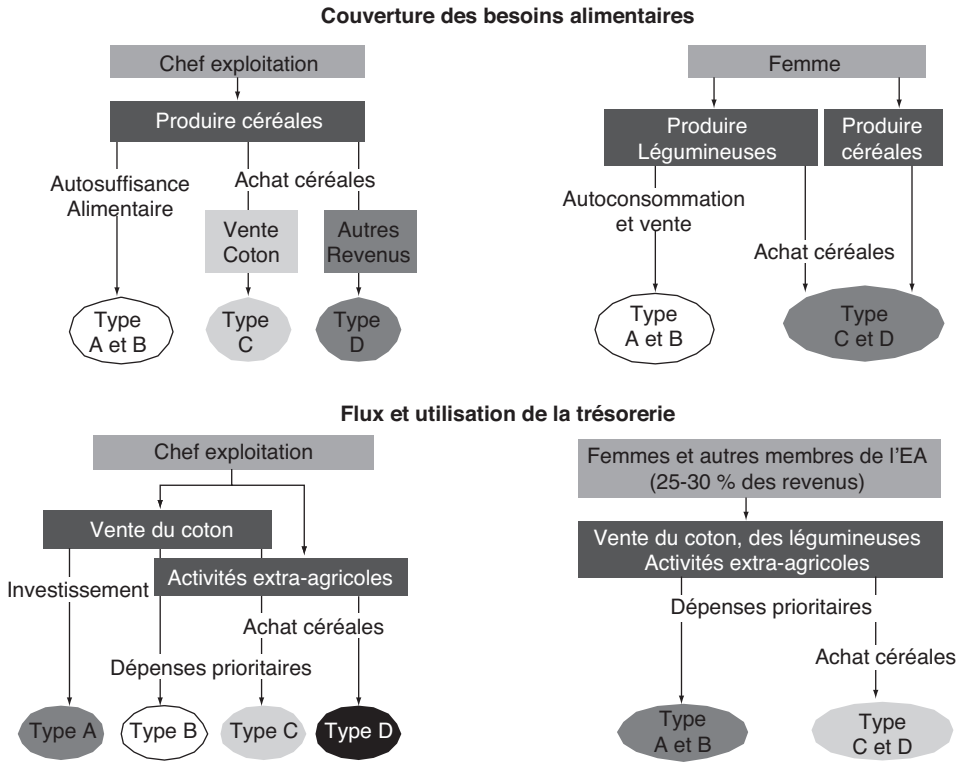 Couverture des besoins alimentaires
Chef exploitation
Produire céréales
Autosuffisance
Alimentaire
Achat céréales
Vente
Coton
Autres
Revenus
Type
A et B
Type
C
Type
D
Femme
Produire
Légumineuses
Produire
céréales
Autoconsommation
et vente
Achat céréales
Type
A et B
Type
C et D
Flux et utilisation de la trésorerie
Chef exploitation
Vente du coton
Investissement
Activités extra-agricoles
Achat céréales
Dépenses prioritaires
Type A
Type B
Type C
Type D
Femmes et autres membres de l'EA
(25-30 % des revenus)
Vente du coton, des légumineuses
Activités extra-agricoles
Dépenses prioritaires
Achat céréales
Type
A et B
Type
C et D